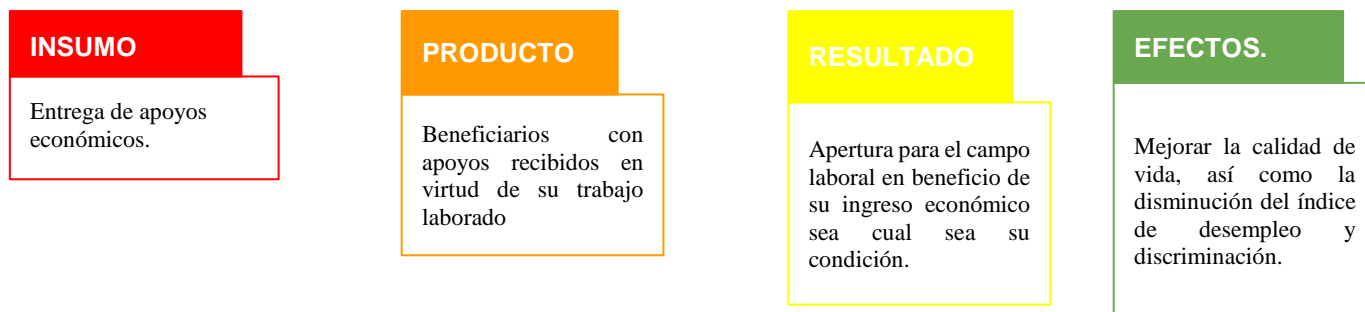 INSUMO
Entrega de apoyos
económicos.
PRODUCTO
Beneficiarios con
apoyos recibidos en
virtud de su trabajo
laborado
RESULTADO
Apertura para el campo
laboral en beneficio de
su ingreso económico
sea cual sea su
condición.
EFECTOS.
Mejorar la calidad de
vida, así como la
disminución del índice
de desempleo y
discriminación.